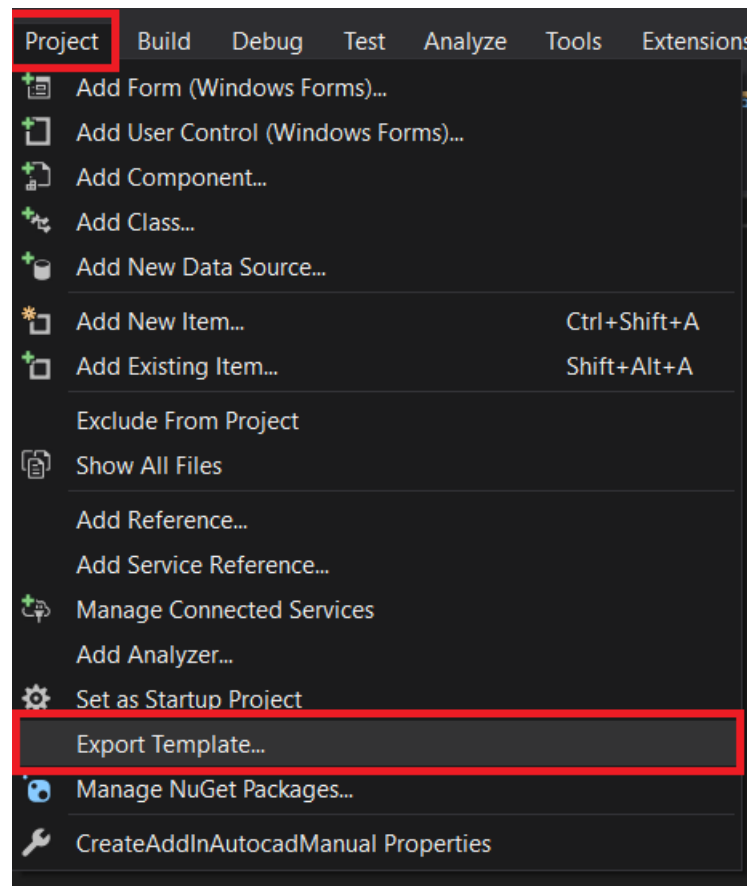 Project Build Debug Test Analyze Tools Extensions
Add Form (Windows Forms)...
Add User Control (Windows Forms)...
Add Component...
Add Class...
Add New Data Source...
Add New Item... Ctrl+Shift+A
Add Existing Item... Shift+Alt+A
Exclude From Project
Show All Files
Add Reference...
Add Service Reference...
Manage Connected Services
Add Analyzer...
Set as Startup Project
Export Template...
Manage NuGet Packages...
CreateAddInAutocadManual Properties